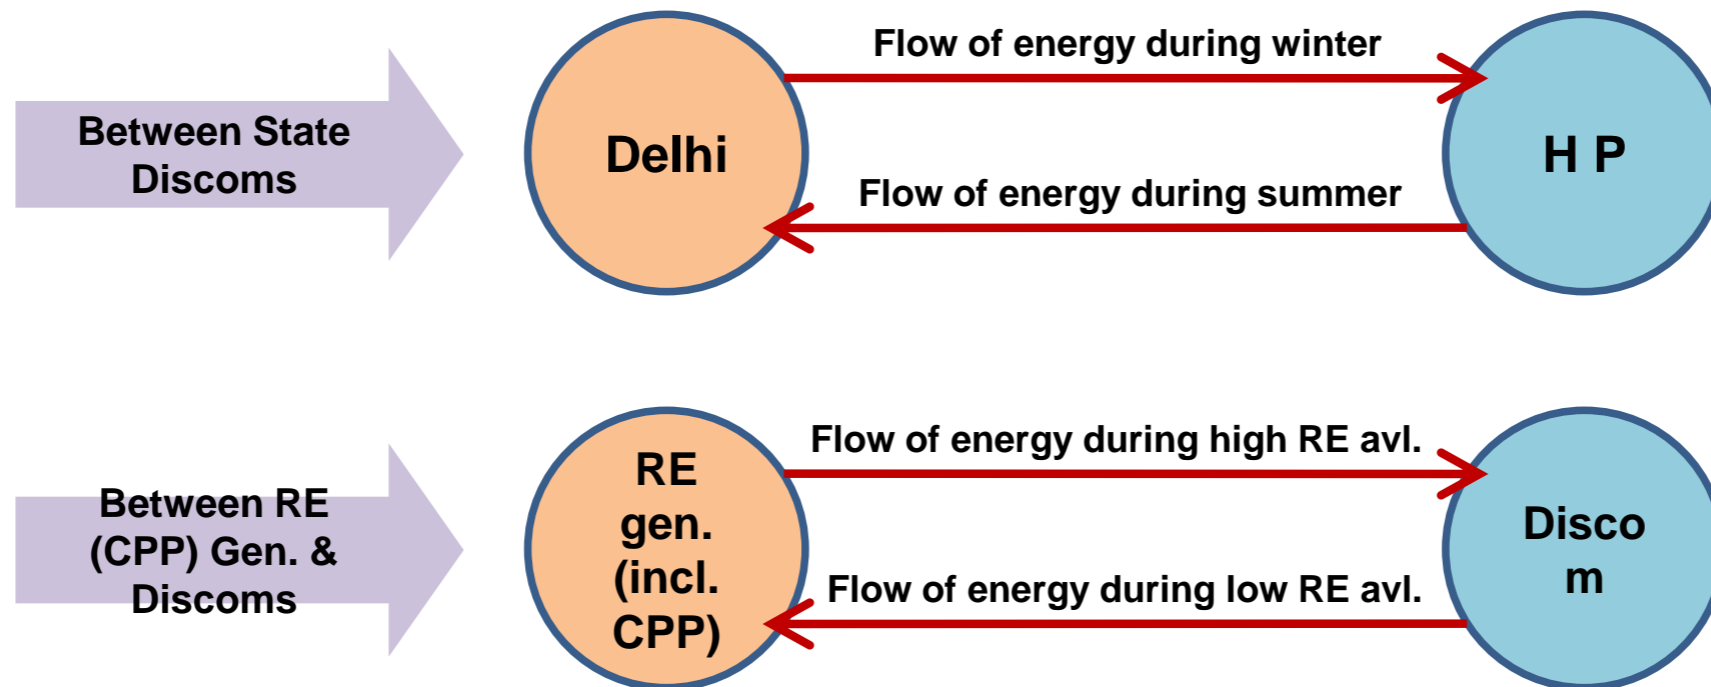 Flow of energy during winter
Between State
Discoms
Delhi
H P
Flow of energy during summer
Between RE
(CPP) Gen. &
Discoms
RE
gen.
(incl.
CPP)
Flow of energy during high RE avl.
Disco
m
Flow of energy during low RE avl.